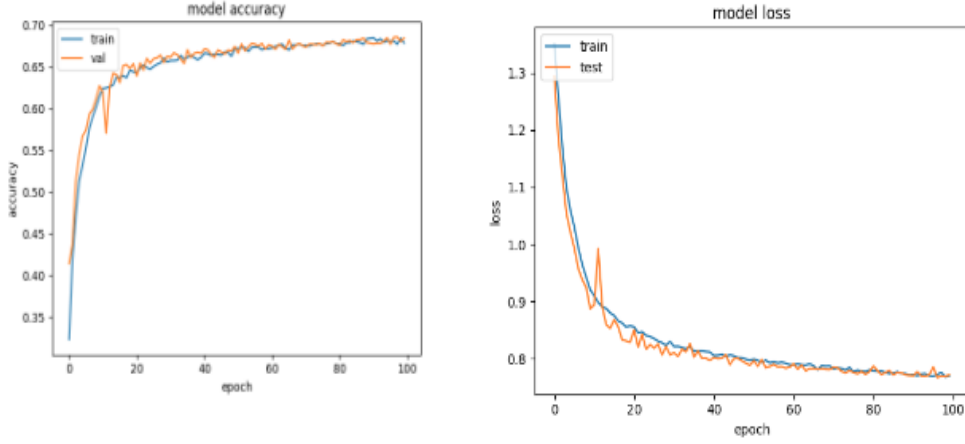 model accuracy
0.70
0.65
0.60
0.55
0.50
0.45
0.40
0.35
accuracy
train
val
0 20 40 60 80 100
epoch
model loss
1.3
1.2
1.1
1.0
0.9
0.8
loss
train
test
0 20 40 60 80 100
epoch